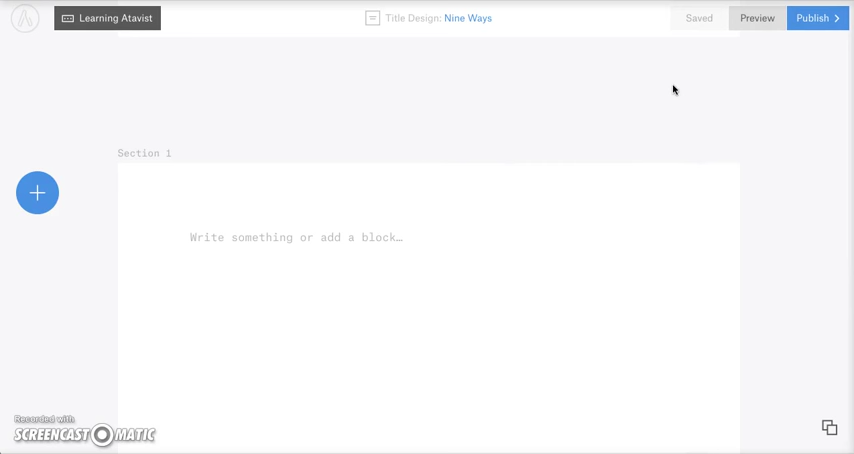 Learning Atavist
Title Design: Nine Ways
Saved
Preview
Publish
Section 1
Write something or add a block…
Recorded with
SCREENCAST MATIC